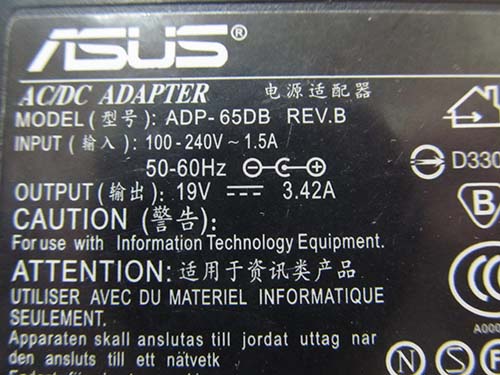 ASUS®
AC/DC ADAPTER 电源适配器
MODEL (型号): ADP-65DB REV.B
INPUT (输入): 100-240V~1.5A
50-60Hz
OUTPUT (输出): 19V ⎓ 3.42A
CAUTION (警告):
For use with Information Technology Equipment.
ATTENTION: 适用于资讯类产品
UTILISER AVEC DU MATERIEL INFORMATIQUE
SEULEMENT.
Apparaten skall anslutas till jordat uttag nar
den ansluts till ett nätvetk
D330
A000
N